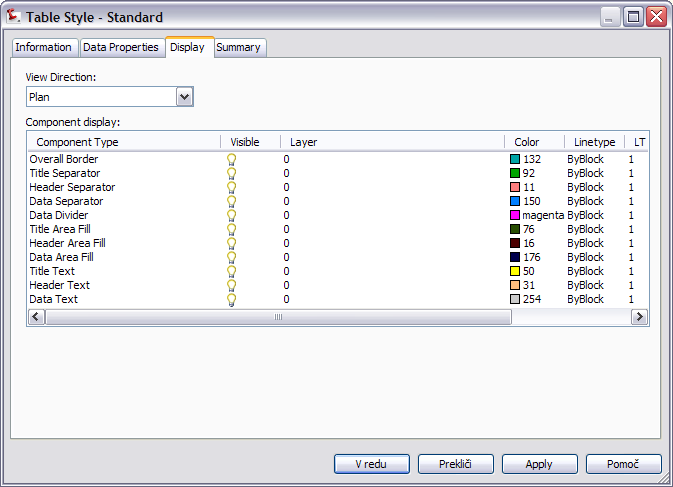 Table Style - Standard
Information Data Properties Display Summary
View Direction:
Plan
Component display:
Component Type Visible Layer Color Linetype LT
Overall Border 0 132 ByBlock 1
Title Separator 0 92 ByBlock 1
Header Separator 0 11 ByBlock 1
Data Separator 0 150 ByBlock 1
Data Divider 0 magenta ByBlock 1
Title Area Fill 0 76 ByBlock 1
Header Area Fill 0 16 ByBlock 1
Data Area Fill 0 176 ByBlock 1
Title Text 0 50 ByBlock 1
Header Text 0 31 ByBlock 1
Data Text 0 254 ByBlock 1
V redu Prekliči Apply Pomoč